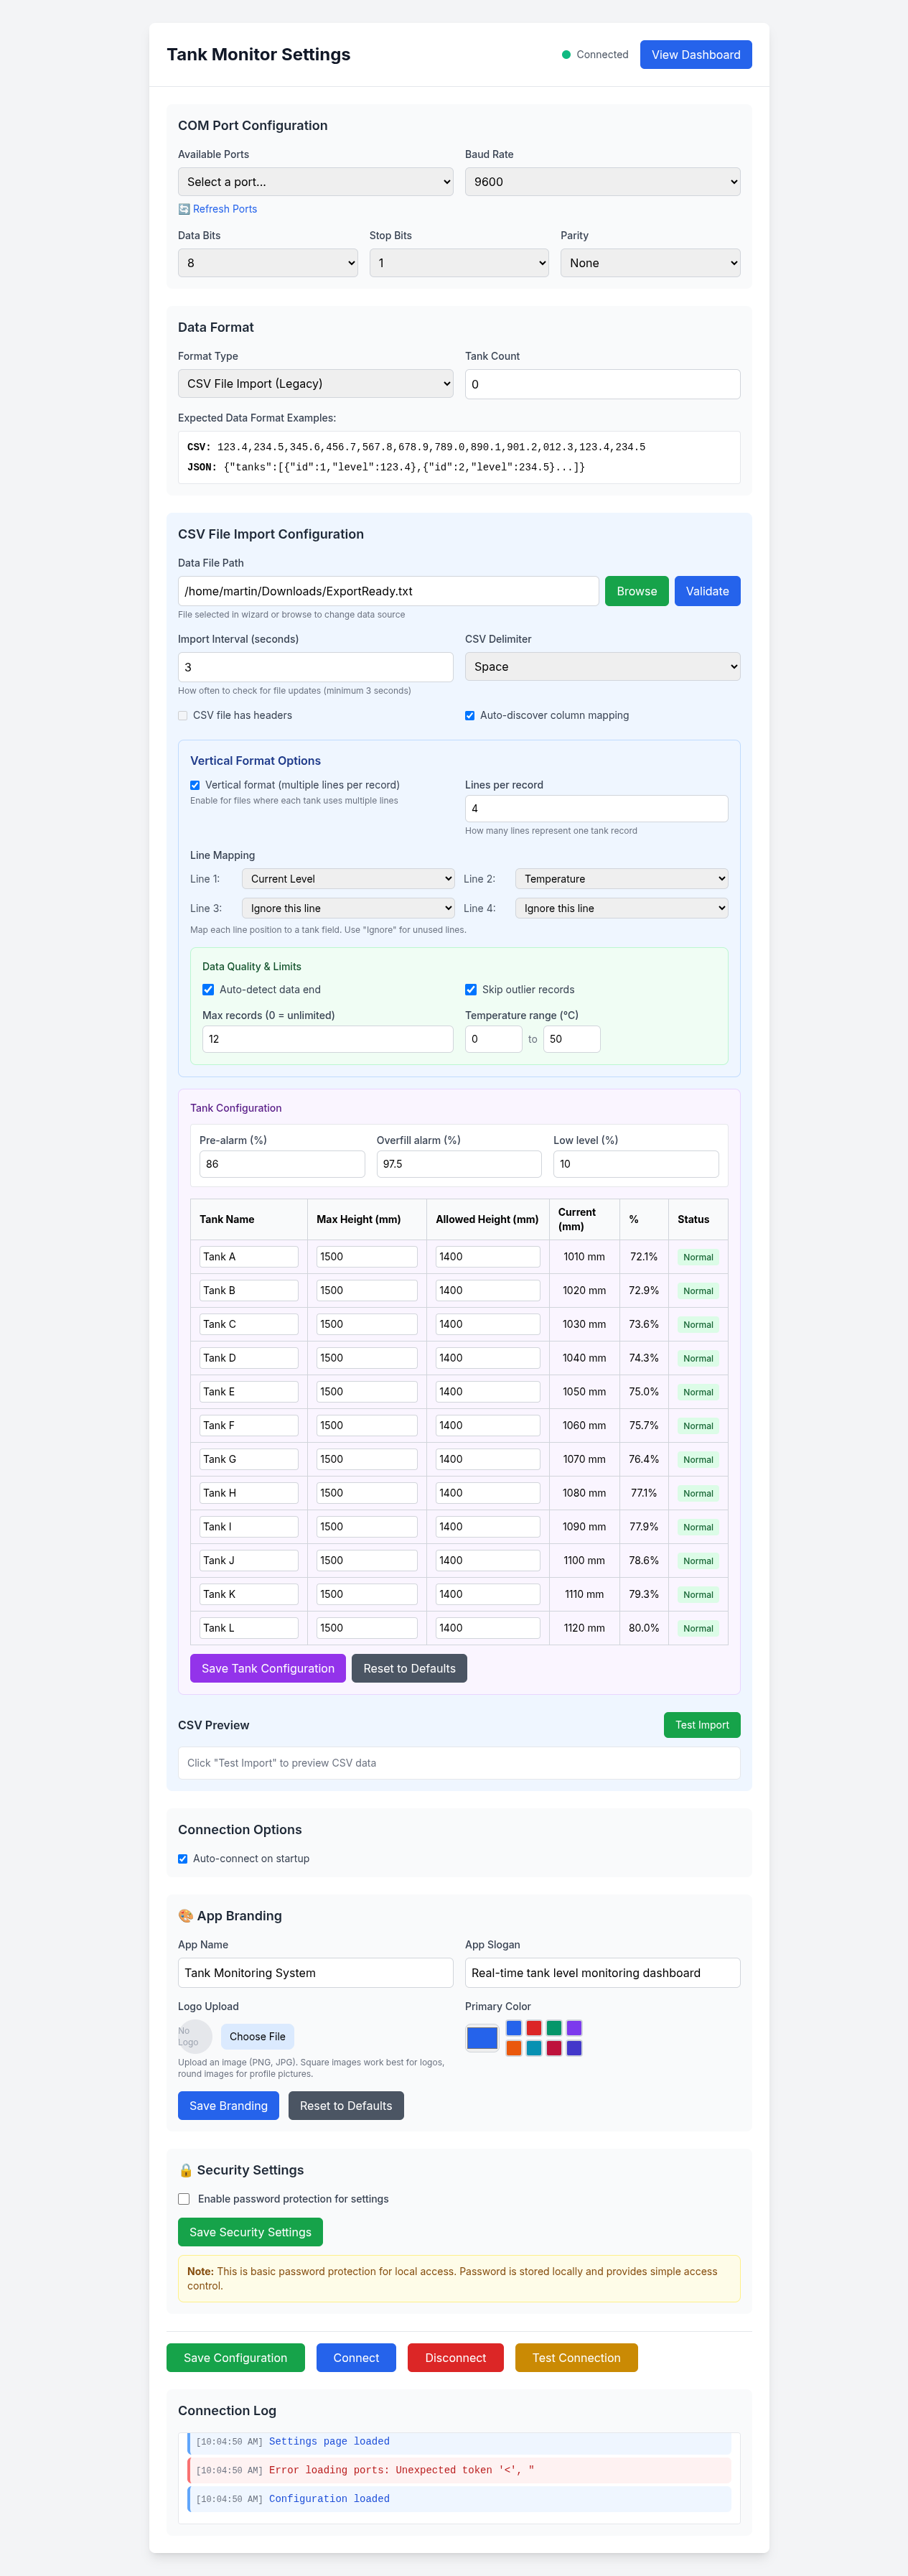 Tank Monitor Settings
Connected
View Dashboard
COM Port Configuration
Available Ports
Baud Rate
Select a port...
9600
🔄 Refresh Ports
Data Bits
Stop Bits
Parity
8
1
None
Data Format
Format Type
Tank Count
CSV File Import (Legacy)
0
Expected Data Format Examples:
CSV: 123.4,234.5,345.6,456.7,567.8,678.9,789.0,890.1,901.2,012.3,123.4,234.5
JSON: {"tanks":[{"id":1,"level":123.4},{"id":2,"level":234.5}...]}
CSV File Import Configuration
Data File Path
/home/martin/Downloads/ExportReady.txt
Browse
Validate
File selected in wizard or browse to change data source
Import Interval (seconds)
CSV Delimiter
3
Space
How often to check for file updates (minimum 3 seconds)
CSV file has headers
Auto-discover column mapping
Vertical Format Options
Vertical format (multiple lines per record)
Enable for files where each tank uses multiple lines
Lines per record
4
How many lines represent one tank record
Line Mapping
Line 1: Current Level
Line 2: Temperature
Line 3: Ignore this line
Line 4: Ignore this line
Map each line position to a tank field. Use "Ignore" for unused lines.
Data Quality & Limits
Auto-detect data end
Skip outlier records
Max records (0 = unlimited)
Temperature range (°C)
12
0 to 50
Tank Configuration
Pre-alarm (%)
Overfill alarm (%)
Low level (%)
86
97.5
10
Tank Name Max Height (mm) Allowed Height (mm) Current (mm) % Status
Tank A 1500 1400 1010 mm 72.1% Normal
Tank B 1500 1400 1020 mm 72.9% Normal
Tank C 1500 1400 1030 mm 73.6% Normal
Tank D 1500 1400 1040 mm 74.3% Normal
Tank E 1500 1400 1050 mm 75.0% Normal
Tank F 1500 1400 1060 mm 75.7% Normal
Tank G 1500 1400 1070 mm 76.4% Normal
Tank H 1500 1400 1080 mm 77.1% Normal
Tank I 1500 1400 1090 mm 77.9% Normal
Tank J 1500 1400 1100 mm 78.6% Normal
Tank K 1500 1400 1110 mm 79.3% Normal
Tank L 1500 1400 1120 mm 80.0% Normal
Save Tank Configuration
Reset to Defaults
CSV Preview
Test Import
Click "Test Import" to preview CSV data
Connection Options
Auto-connect on startup
🎨 App Branding
App Name
App Slogan
Tank Monitoring System
Real-time tank level monitoring dashboard
Logo Upload
Primary Color
No
Logo
Choose File
Upload an image (PNG, JPG). Square images work best for logos,
round images for profile pictures.
Save Branding
Reset to Defaults
🔒 Security Settings
Enable password protection for settings
Save Security Settings
Note: This is basic password protection for local access. Password is stored locally and provides simple access
control.
Save Configuration
Connect
Disconnect
Test Connection
Connection Log
[10:04:50 AM] Settings page loaded
[10:04:50 AM] Error loading ports: Unexpected token '<', "
[10:04:50 AM] Configuration loaded